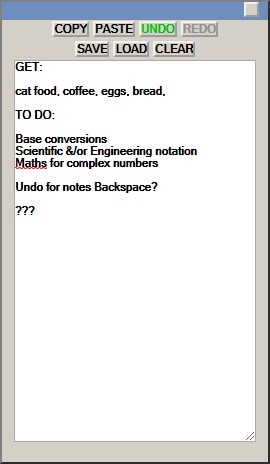 COPY PASTE UNDO REDO
SAVE LOAD CLEAR
GET:
cat food, coffee, eggs, bread,
TO DO:
Base conversions
Scientific &/or Engineering notation
Maths for complex numbers
Undo for notes Backspace?
???